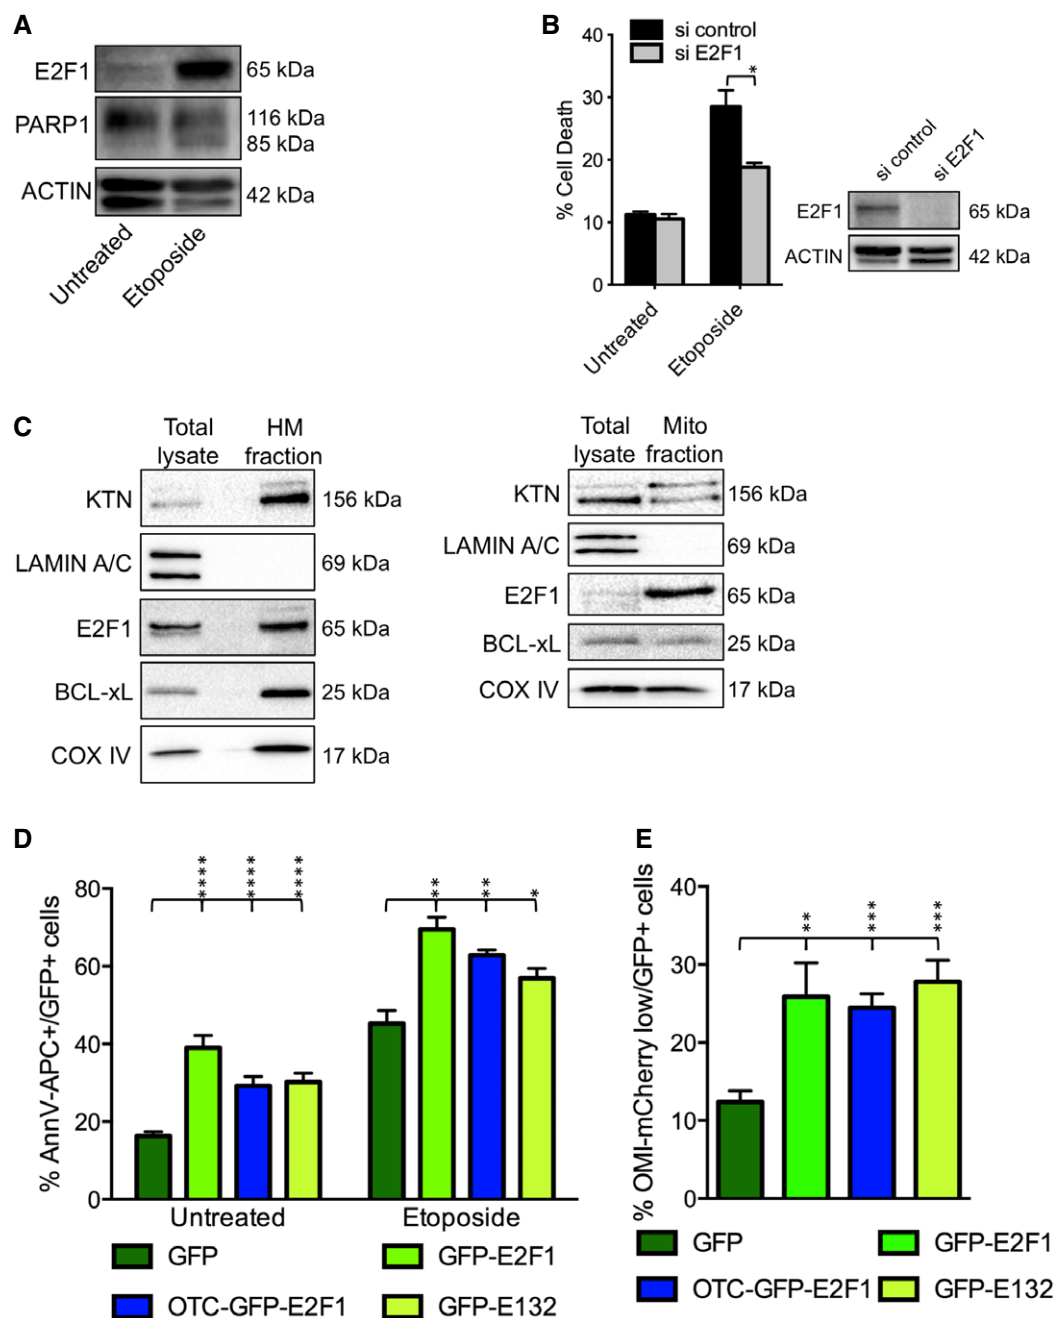 A
E2F1
65 kDa
PARP1
116 kDa
85 kDa
ACTIN
42 kDa
Untreated
Etoposide
B
si control
si E2F1
% Cell Death
40
30
20
10
0
*
Untreated
Etoposide
si control
si E2F1
E2F1
65 kDa
ACTIN
42 kDa
C
Total lysate
HM fraction
KTN
156 kDa
LAMIN A/C
69 kDa
E2F1
65 kDa
BCL-xL
25 kDa
COX IV
17 kDa
Total lysate
Mito fraction
KTN
156 kDa
LAMIN A/C
69 kDa
E2F1
65 kDa
BCL-xL
25 kDa
COX IV
17 kDa
D
% AnnV-APC+/GFP+ cells
80
60
40
20
0
****
****
****
**
**
*
Untreated
Etoposide
GFP
GFP-E2F1
OTC-GFP-E2F1
GFP-E132
E
% OMI-mCherry low/GFP+ cells
40
30
20
10
0
**
***
***
GFP
GFP-E2F1
OTC-GFP-E2F1
GFP-E132